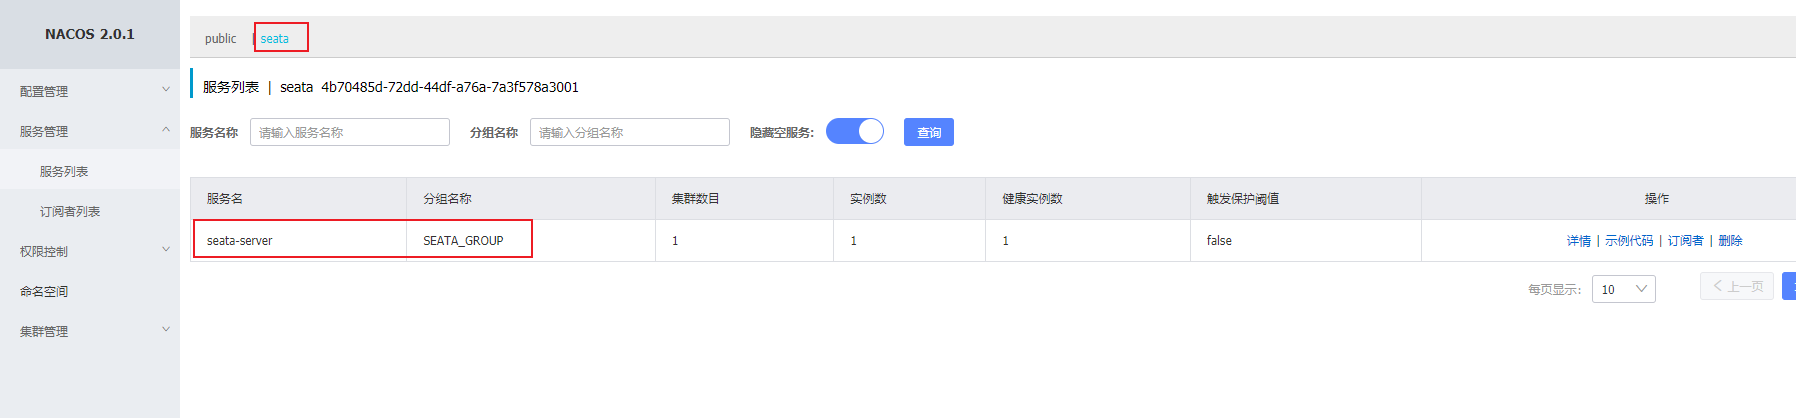 NACOS 2.0.1
配置管理
服务管理
服务列表
订阅者列表
权限控制
命名空间
集群管理
public | seata
服务列表 | seata 4b70485d-72dd-44df-a76a-7a3f578a3001
服务名称 请输入服务名称 分组名称 请输入分组名称 隐藏空服务: 查询
服务名 分组名称 集群数目 实例数 健康实例数 触发保护阈值 操作
seata-server SEATA_GROUP 1 1 1 false 详情 | 示例代码 | 订阅者 | 删除
每页显示: 10 上一页